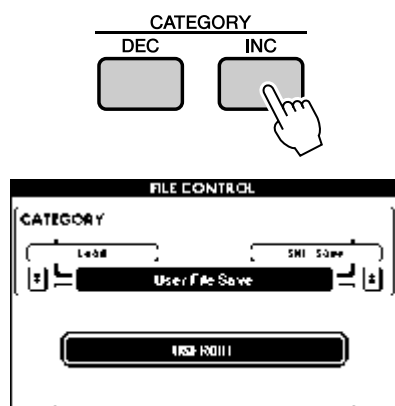 CATEGORY
DEC INC
FILE CONTROL
CATEGORY
Load
User File Save